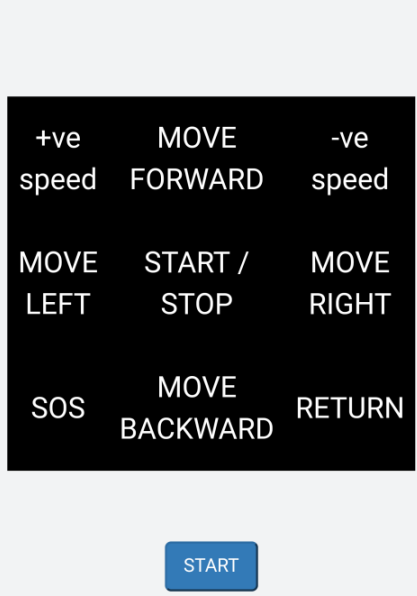 +ve MOVE -ve
speed FORWARD speed
MOVE START / MOVE
LEFT STOP RIGHT
SOS MOVE RETURN
BACKWARD
START